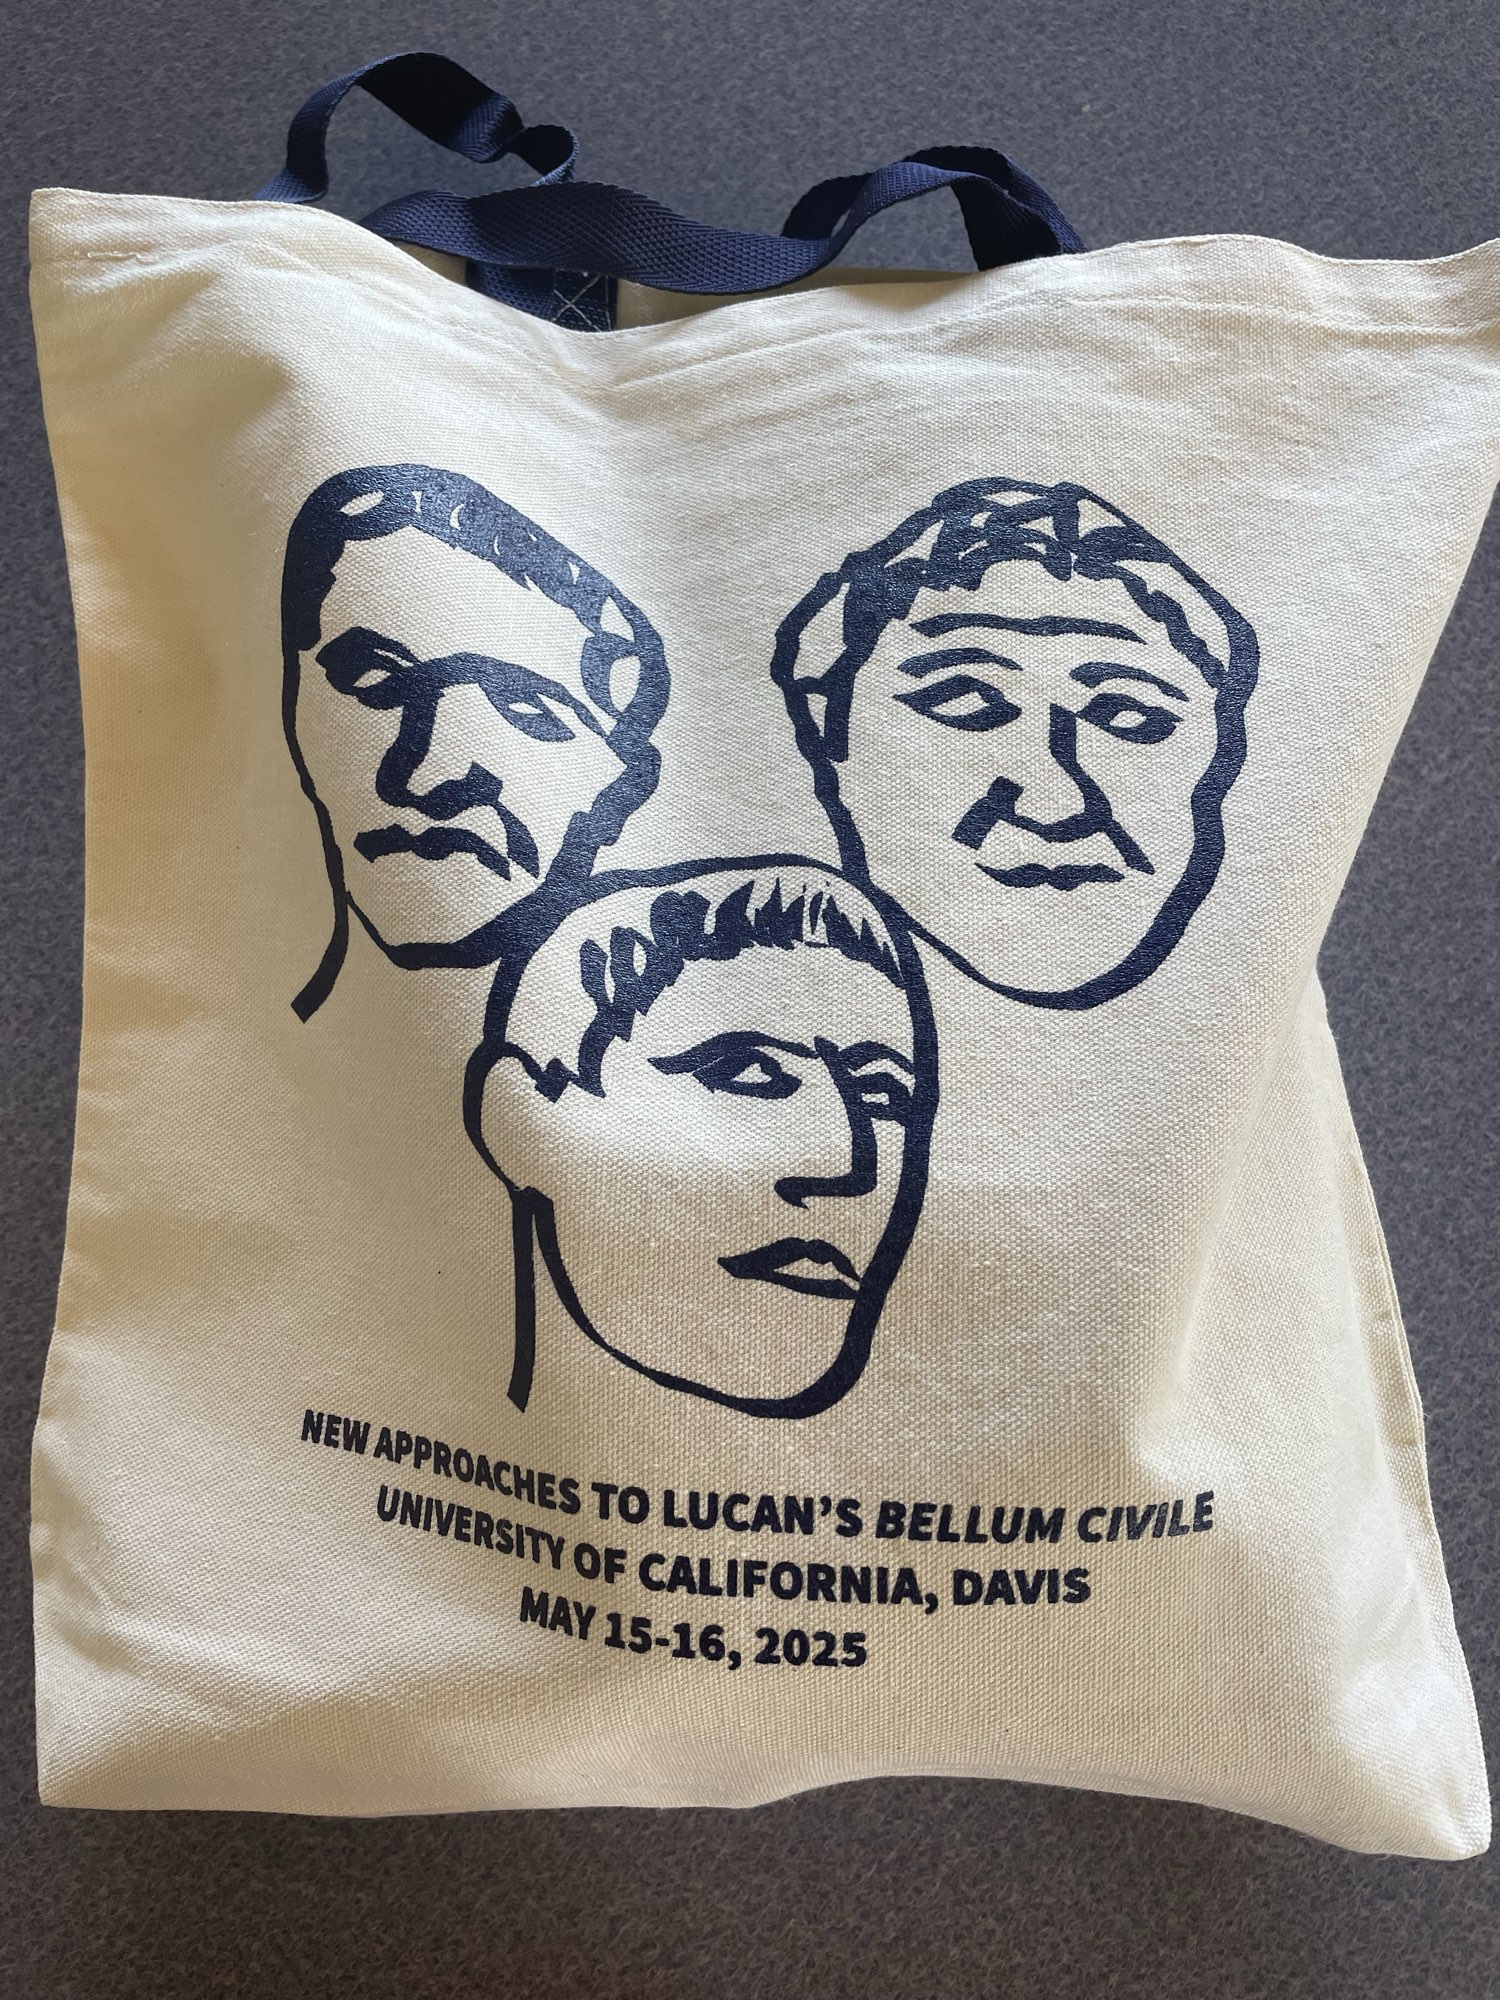 NEW APPROACHES TO LUCAN’S BELLUM CIVILE
UNIVERSITY OF CALIFORNIA, DAVIS
MAY 15-16, 2025